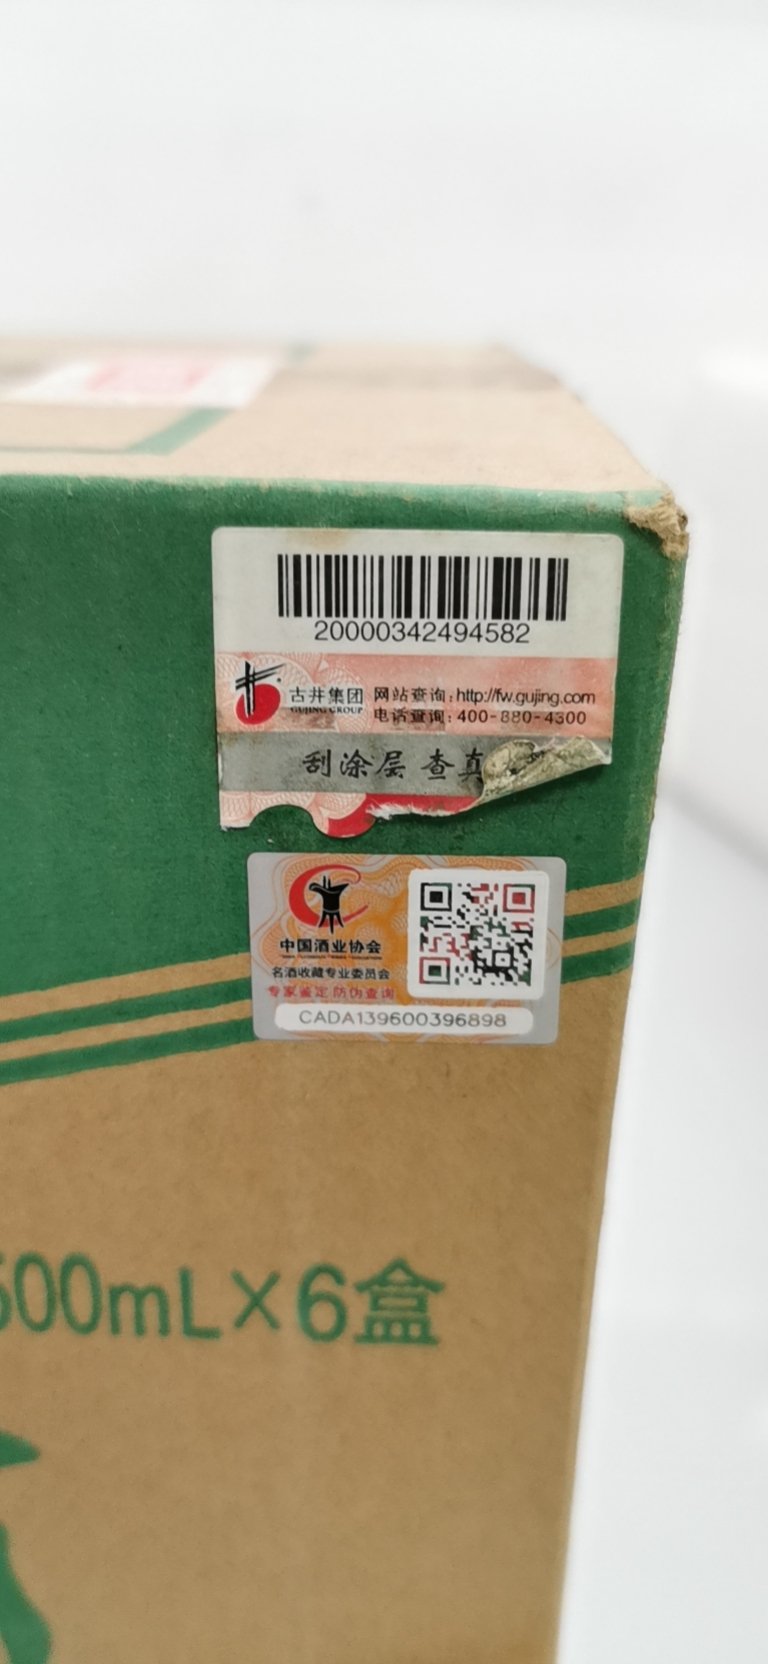 20000342494582
古井集团
GUJING GROUP
网站查询:http://fw.gujing.com
电话查询:400-880-4300
刮涂层 查真
中国酒业协会
名酒收藏专业委员会
专家鉴定 防伪查询
CADA139600396898
500mL×6盒